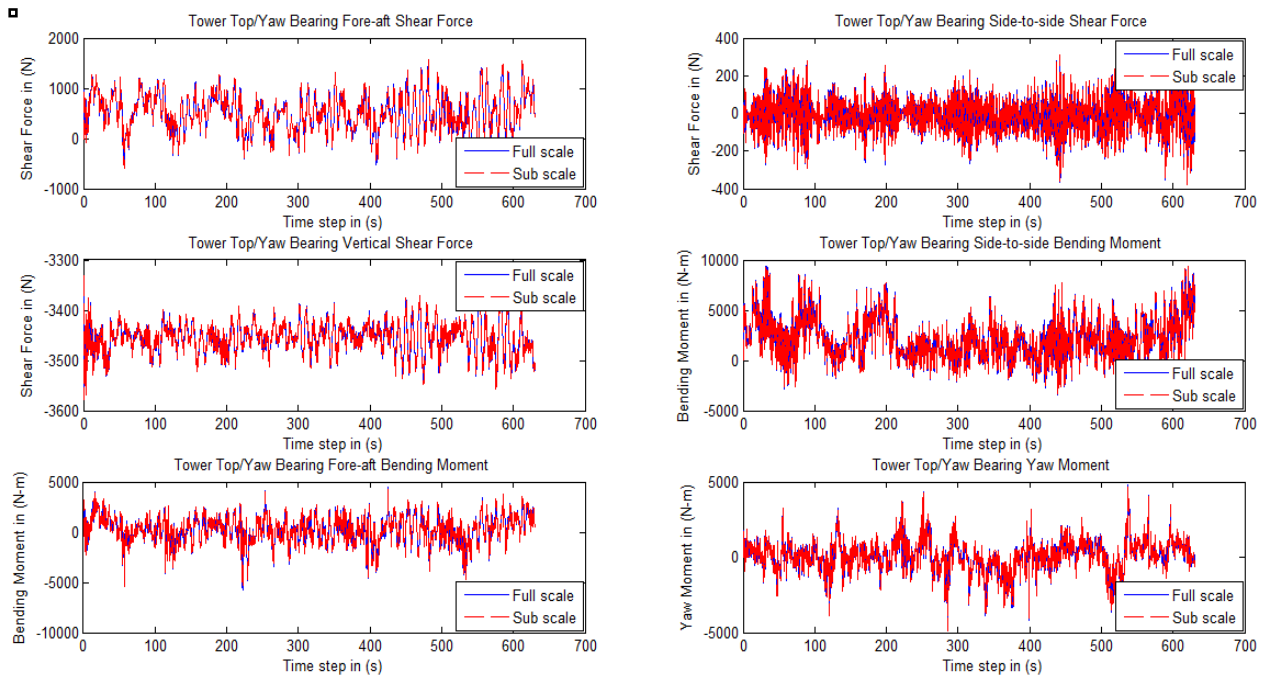 Tower Top/Yaw Bearing Fore-aft Shear Force
2000
1000
0
-1000
Shear Force in (N)
Full scale
Sub scale
0 100 200 300 400 500 600 700
Time step in (s)
Tower Top/Yaw Bearing Side-to-side Shear Force
400
200
0
-200
-400
Shear Force in (N)
Full scale
Sub scale
0 100 200 300 400 500 600 700
Time step in (s)
Tower Top/Yaw Bearing Vertical Shear Force
-3300
-3400
-3500
-3600
Shear Force in (N)
Full scale
Sub scale
0 100 200 300 400 500 600 700
Time step in (s)
Tower Top/Yaw Bearing Side-to-side Bending Moment
10000
5000
0
-5000
Bending Moment in (N-m)
Full scale
Sub scale
0 100 200 300 400 500 600 700
Time step in (s)
Tower Top/Yaw Bearing Fore-aft Bending Moment
5000
0
-5000
-10000
Bending Moment in (N-m)
Full scale
Sub scale
0 100 200 300 400 500 600 700
Time step in (s)
Tower Top/Yaw Bearing Yaw Moment
5000
0
-5000
Yaw Moment in (N-m)
Full scale
Sub scale
0 100 200 300 400 500 600 700
Time step in (s)